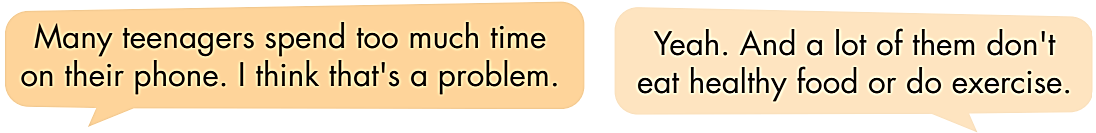 Many teenagers spend too much time
on their phone. I think that's a problem.
Yeah. And a lot of them don't
eat healthy food or do exercise.